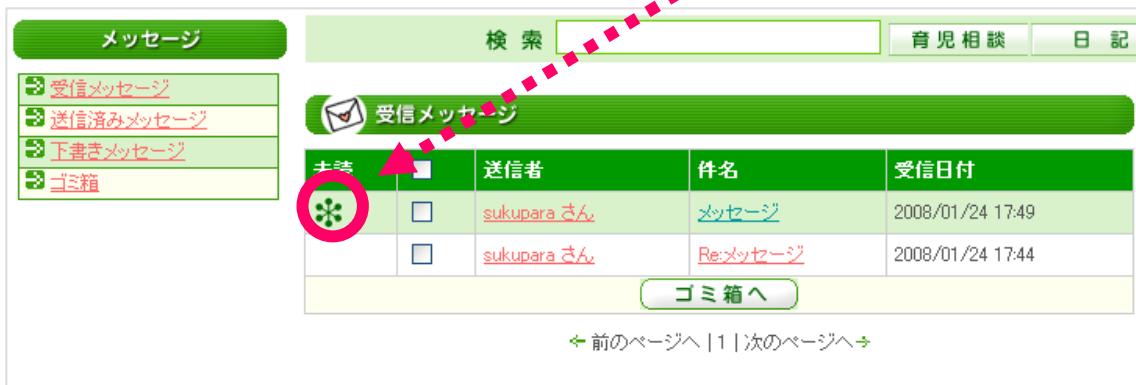 メッセージ
検索
育児相談
日記
受信メッセージ
送信済みメッセージ
下書きメッセージ
ゴミ箱
受信メッセージ
未読 送信者 件名 受信日付
sukupara さん メッセージ 2008/01/24 17:49
sukupara さん Re:メッセージ 2008/01/24 17:44
ゴミ箱へ
前のページへ | 1 | 次のページへ